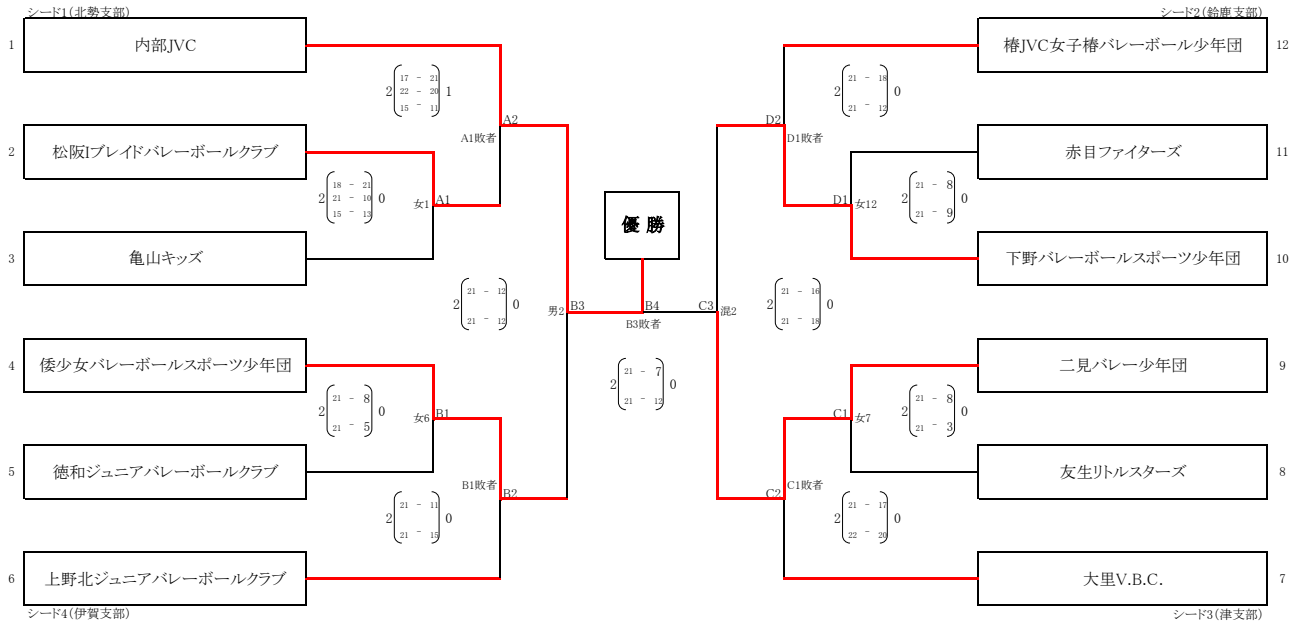 シード1(北勢支部)
1 内部JVC
2 17 - 21 1
22 - 20
15 - 11
A2
A1敗者
2 松阪Iブレイドバレーボールクラブ
2 18 - 21 0
21 - 10
15 - 13
女1 A1
3 亀山キッズ
2 21 - 12 0
21 - 12
男2 B3
4 倭少女バレーボールスポーツ少年団
2 21 - 8 0
21 - 5
女6 B1
5 徳和ジュニアバレーボールクラブ
B1敗者
B2
2 21 - 11 0
21 - 15
6 上野北ジュニアバレーボールクラブ
シード4(伊賀支部)
優 勝
B4
B3敗者
2 21 - 7 0
21 - 12
シード2(鈴鹿支部)
椿JVC女子椿バレーボール少年団 12
2 21 - 18 0
21 - 12
D2
D1敗者
赤目ファイターズ 11
2 21 - 8 0
21 - 9
D1 女12
下野バレーボールスポーツ少年団 10
2 21 - 16 0
21 - 18
C3 混2
二見バレー少年団 9
2 21 - 8 0
21 - 3
C1 女7
友生リトルスターズ 8
C1敗者
C2
2 21 - 17 0
22 - 20
大里V.B.C. 7
シード3(津支部)